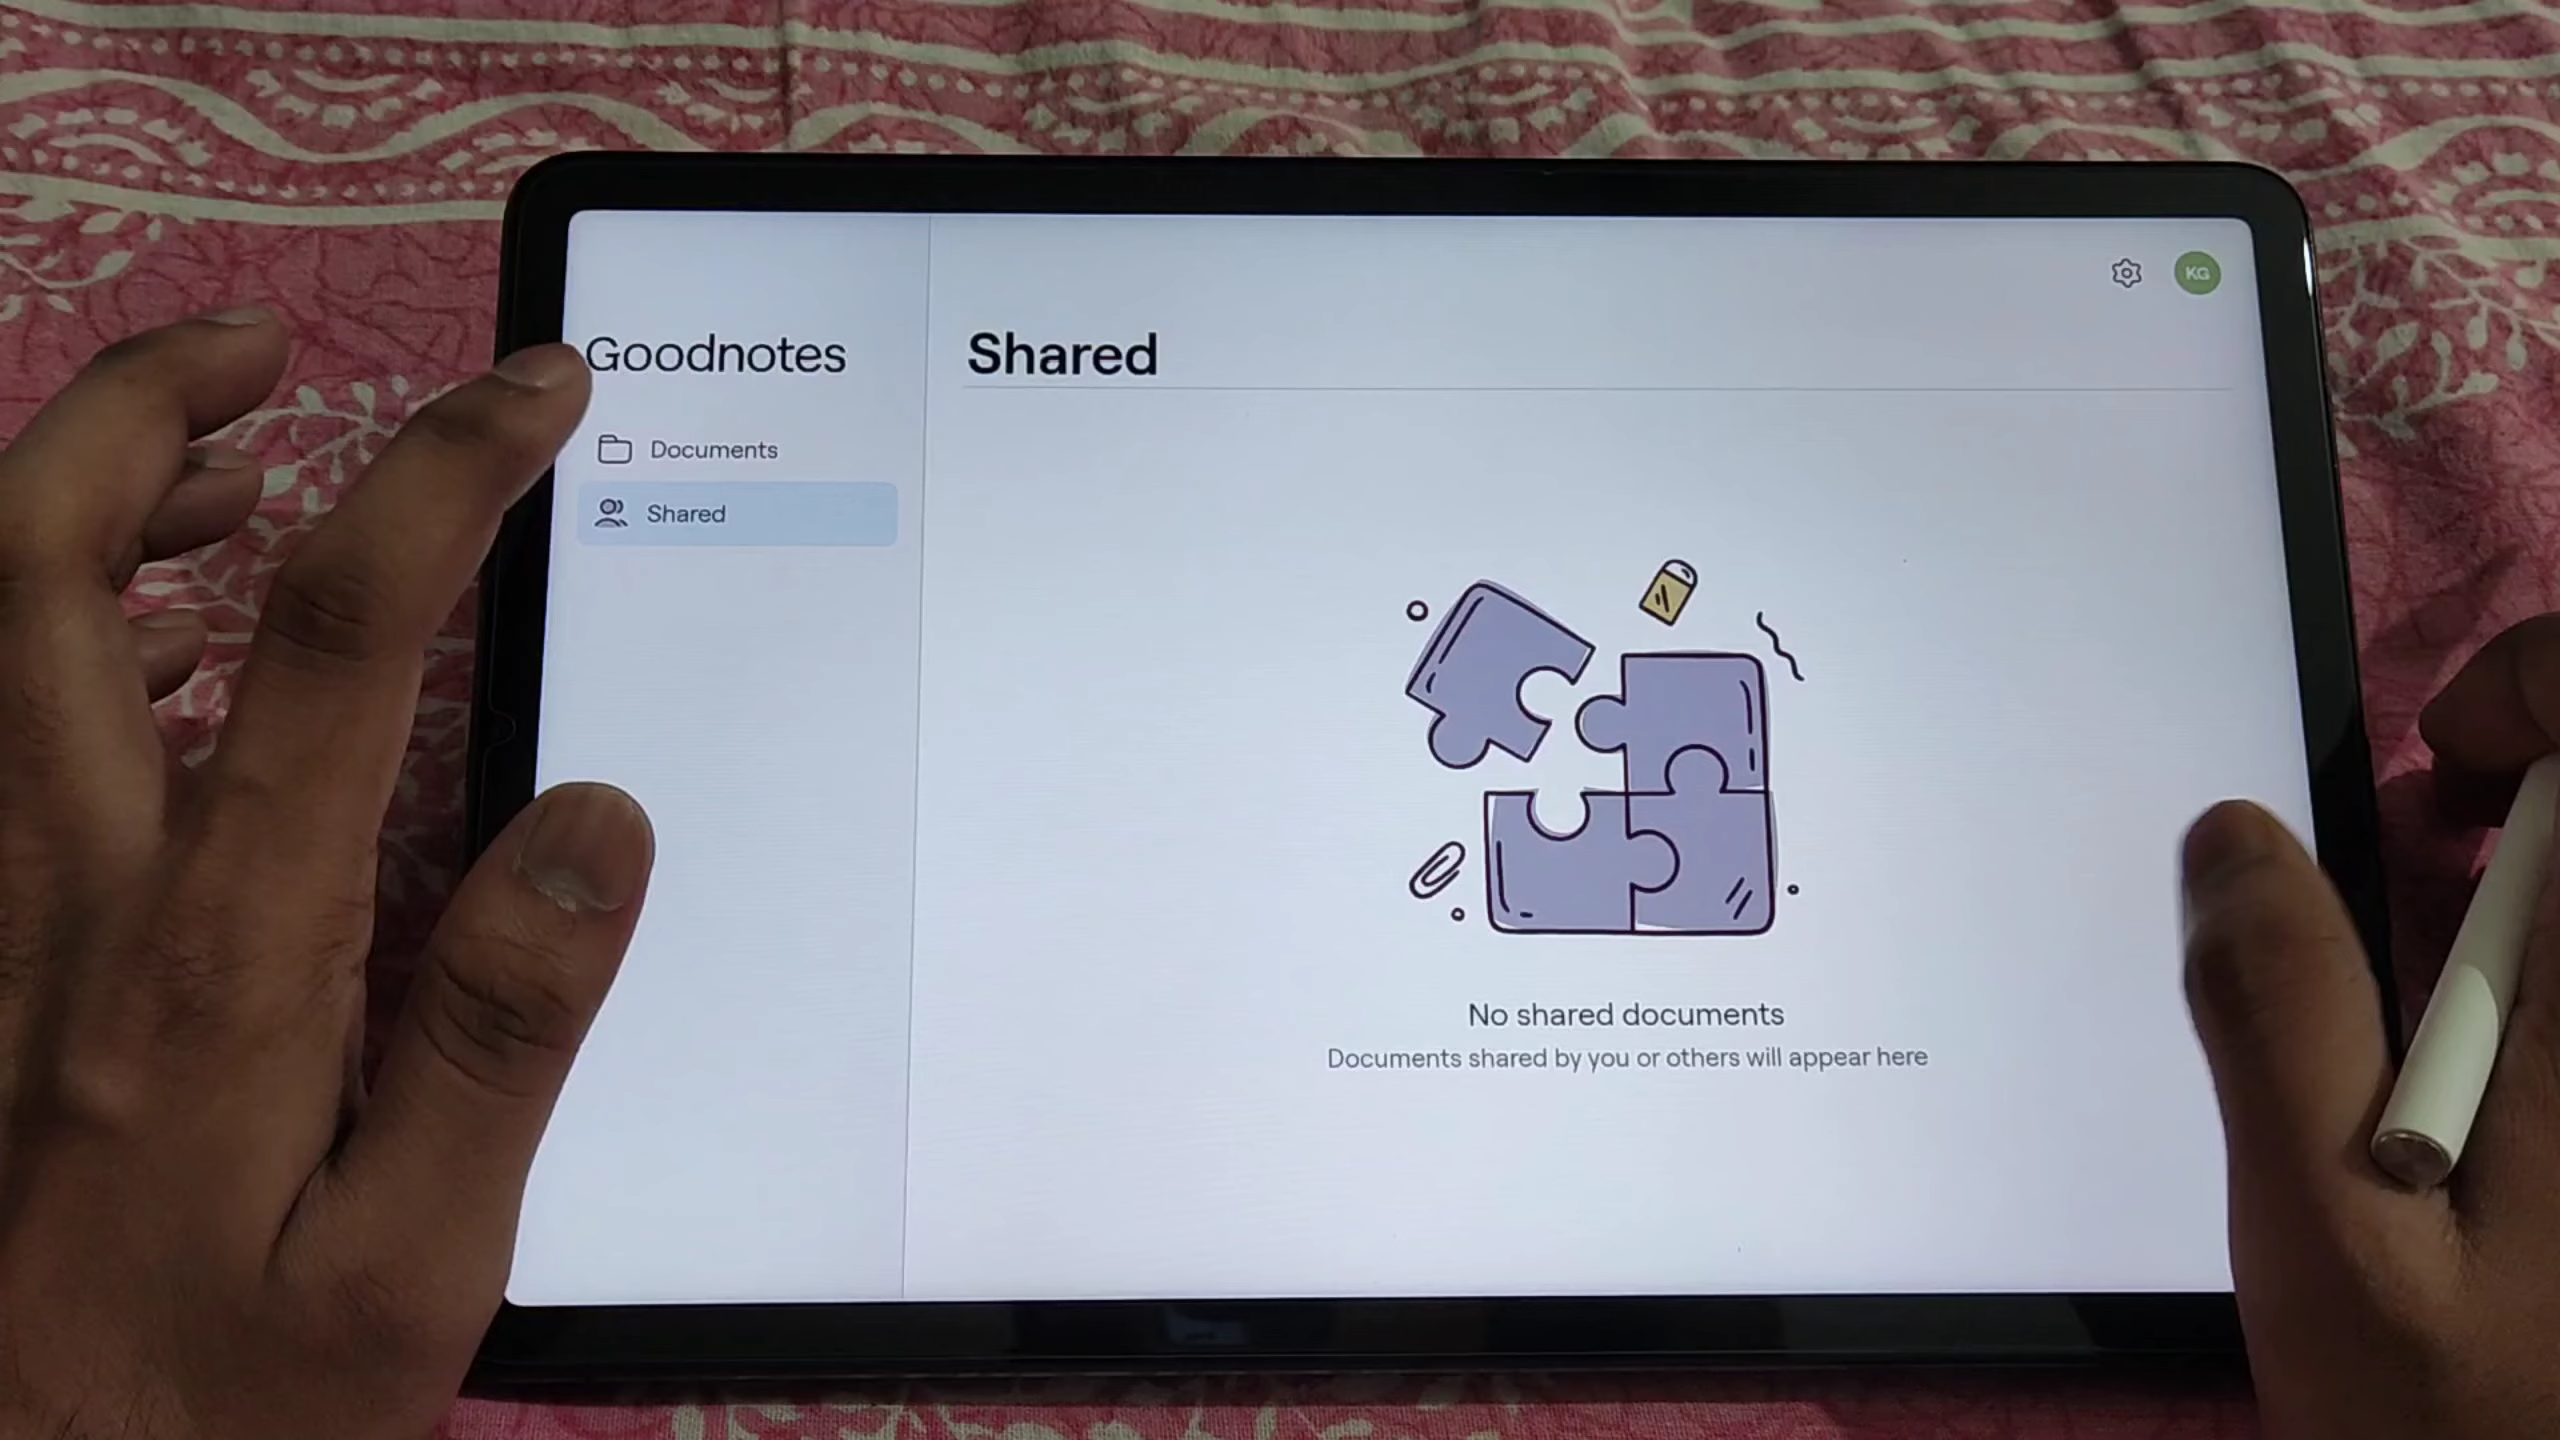 KG
Goodnotes
Shared
Documents
Shared
No shared documents
Documents shared by you or others will appear here